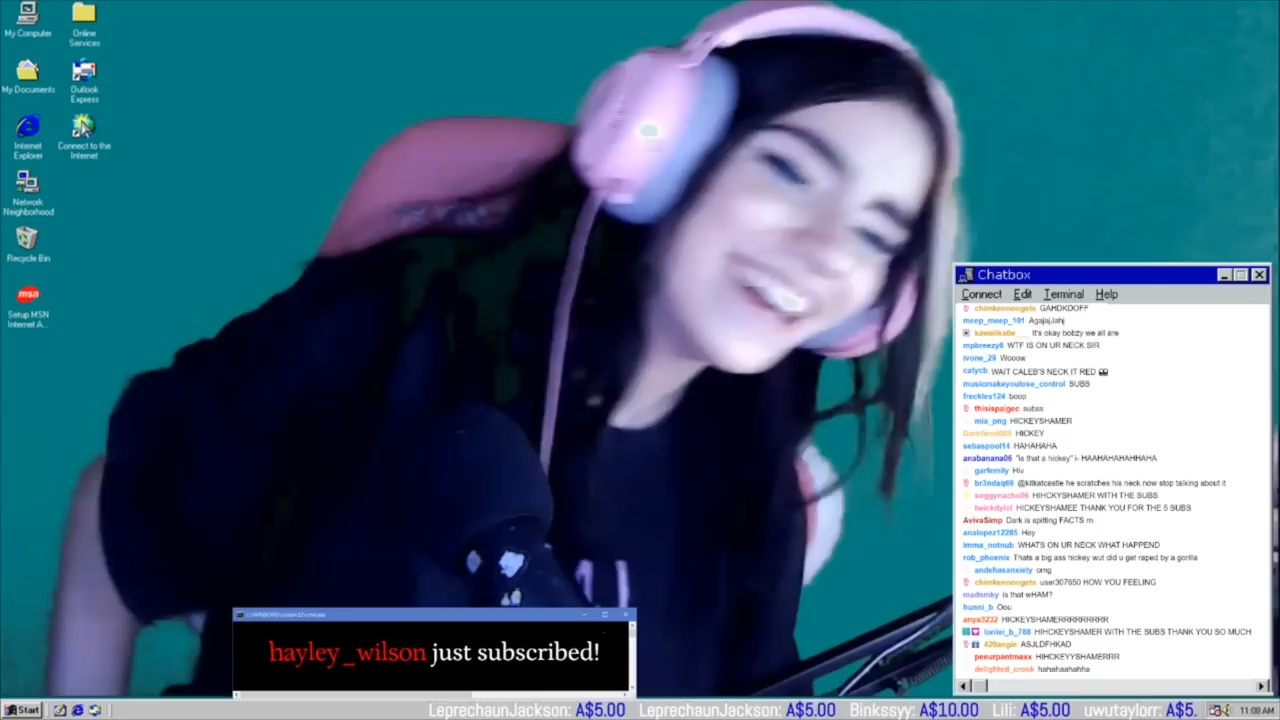 My Computer
Online
Services
My Documents
Outlook
Express
Internet
Explorer
Connect to the
Internet
Network
Neighborhood
Recycle Bin
msn
Setup MSN
Internet A...
Chatbox
Connect Edit Terminal Help
chimkennoogets GAHDKDOFF
meep_meep_101 AgajajJahj
kawaiikatie___ it's okay bobzy we all are
mpbreezy8 WTF IS ON UR NECK SIR
ivone_29 Wooow
catycb WAIT CALEB'S NECK IT RED
musicmakeyoulose_control SUBS
freckles124 boop
thisispaigec subss
mia_png HICKEYSHAMER
HICKEY
sebaspool14 HAHAHAHA
anabanana06 "is that a hickey" i- HAAHAHAHAHHAHA
garfemily Hiv
br3ndaq69 @kitkatcastle he scratches his neck now stop talking about it
soggynacho06 HIHCKYSHAMER WITH THE SUBS
twinkitylol HICKEYSHAMEE THANK YOU FOR THE 5 SUBS
AvivaSimp Dark is spitting FACTS rn
analopez12285 Hey
imma_notnub WHATS ON UR NECK WHAT HAPPEND
rob_phoenix Thats a big ass hickey wut did u get raped by a gorilla
andehasanxiety omg
chimkennoogets user307650 HOW YOU FEELING
madsmky is that wHAM?
hunni_b Oou
anya3232 HICKEYSHAMERRRRRRRRR
lorilei_b_788 HIHCKEYSHAMER WITH THE SUBS THANK YOU SO MUCH
420angie ASJLDFHKAD
peeurpantmaxx HIHCKEYYSHAMERRR
delighted_crook hahahaahahha
hayley_wilson just subscribed!
Start
LeprechaunJackson: A$5.00 LeprechaunJackson: A$5.00 Binkssyy: A$10.00 Lili: A$5.00 uwutaylorr: A$5.
11:08 AM